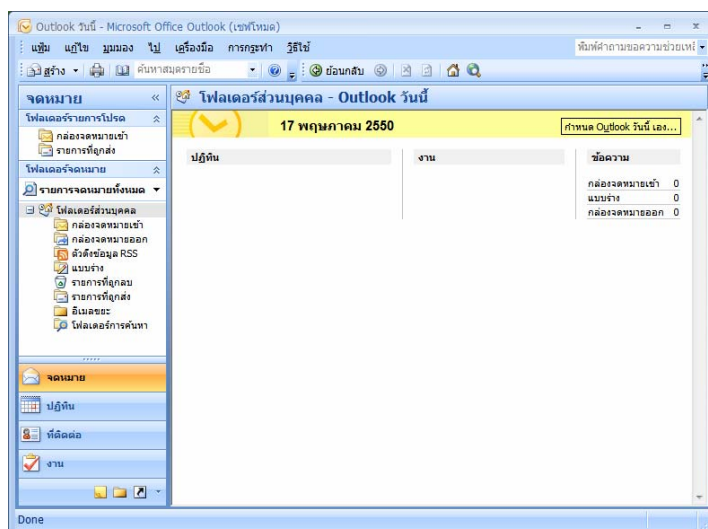 Outlook วันนี้ - Microsoft Office Outlook (เซฟโหมด)
แฟ้ม แก้ไข มุมมอง ไป เครื่องมือ การกระทำ วิธีใช้ พิมพ์คำถามขอความช่วยเหลื
สร้าง ค้นหาสมุดรายชื่อ ย้อนกลับ
จดหมาย «
โฟลเดอร์ส่วนบุคคล - Outlook วันนี้
โฟลเดอร์รายการโปรด
กล่องจดหมายเข้า
รายการที่ถูกส่ง
โฟลเดอร์จดหมาย
รายการจดหมายทั้งหมด
โฟลเดอร์ส่วนบุคคล
กล่องจดหมายเข้า
กล่องจดหมายออก
ตัวดึงข้อมูล RSS
แบบร่าง
รายการที่ถูกลบ
รายการที่ถูกส่ง
อีเมลขยะ
โฟลเดอร์การค้นหา
จดหมาย
ปฏิทิน
ที่ติดต่อ
งาน
17 พฤษภาคม 2550
กำหนด Outlook วันนี้ เอง...
ปฏิทิน งาน ข้อความ
กล่องจดหมายเข้า 0
แบบร่าง 0
กล่องจดหมายออก 0
Done